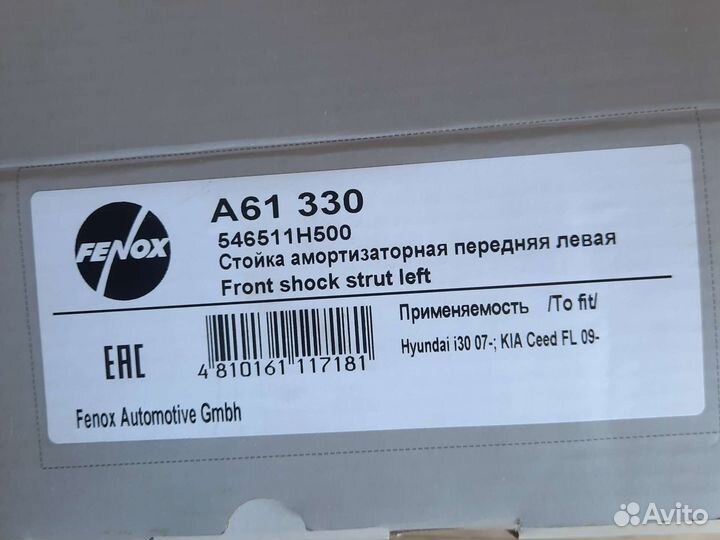 FENOX
A61 330
546511H500
Стойка амортизаторная передняя левая
Front shock strut left
Применяемость /To fit/
Hyundai i30 07-; KIA Ceed FL 09-
EAC
4 810161 117181
Fenox Automotive Gmbh
Avito